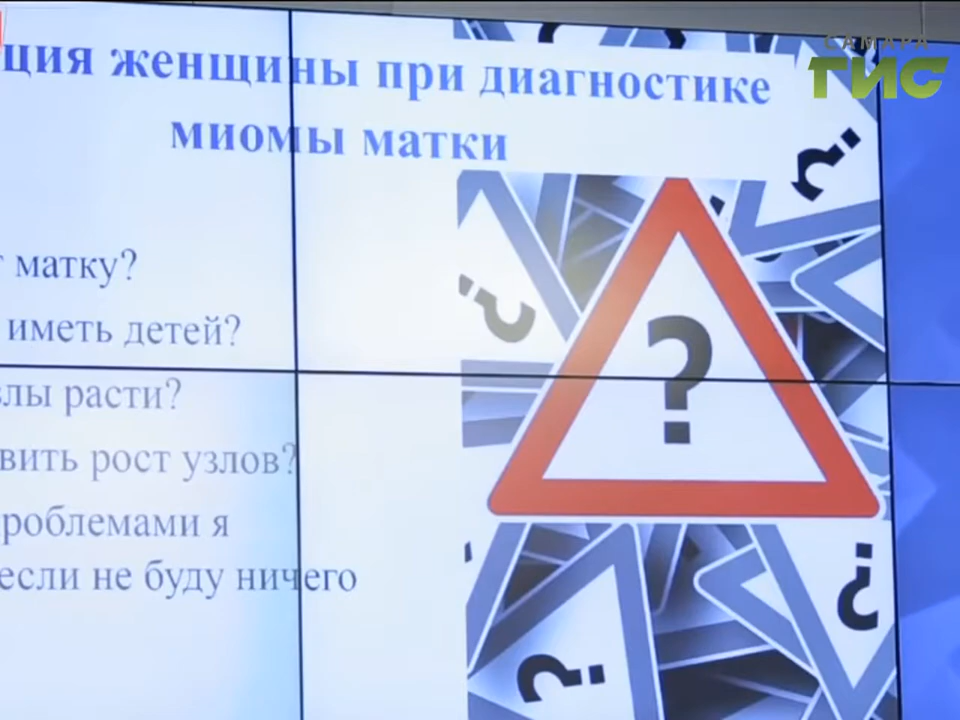 САМАРА
ГИС
ция женщины при диагностике
миомы матки
т матку?
иметь детей?
злы расти?
вить рост узлов?
проблемами я
если не буду ничего
?